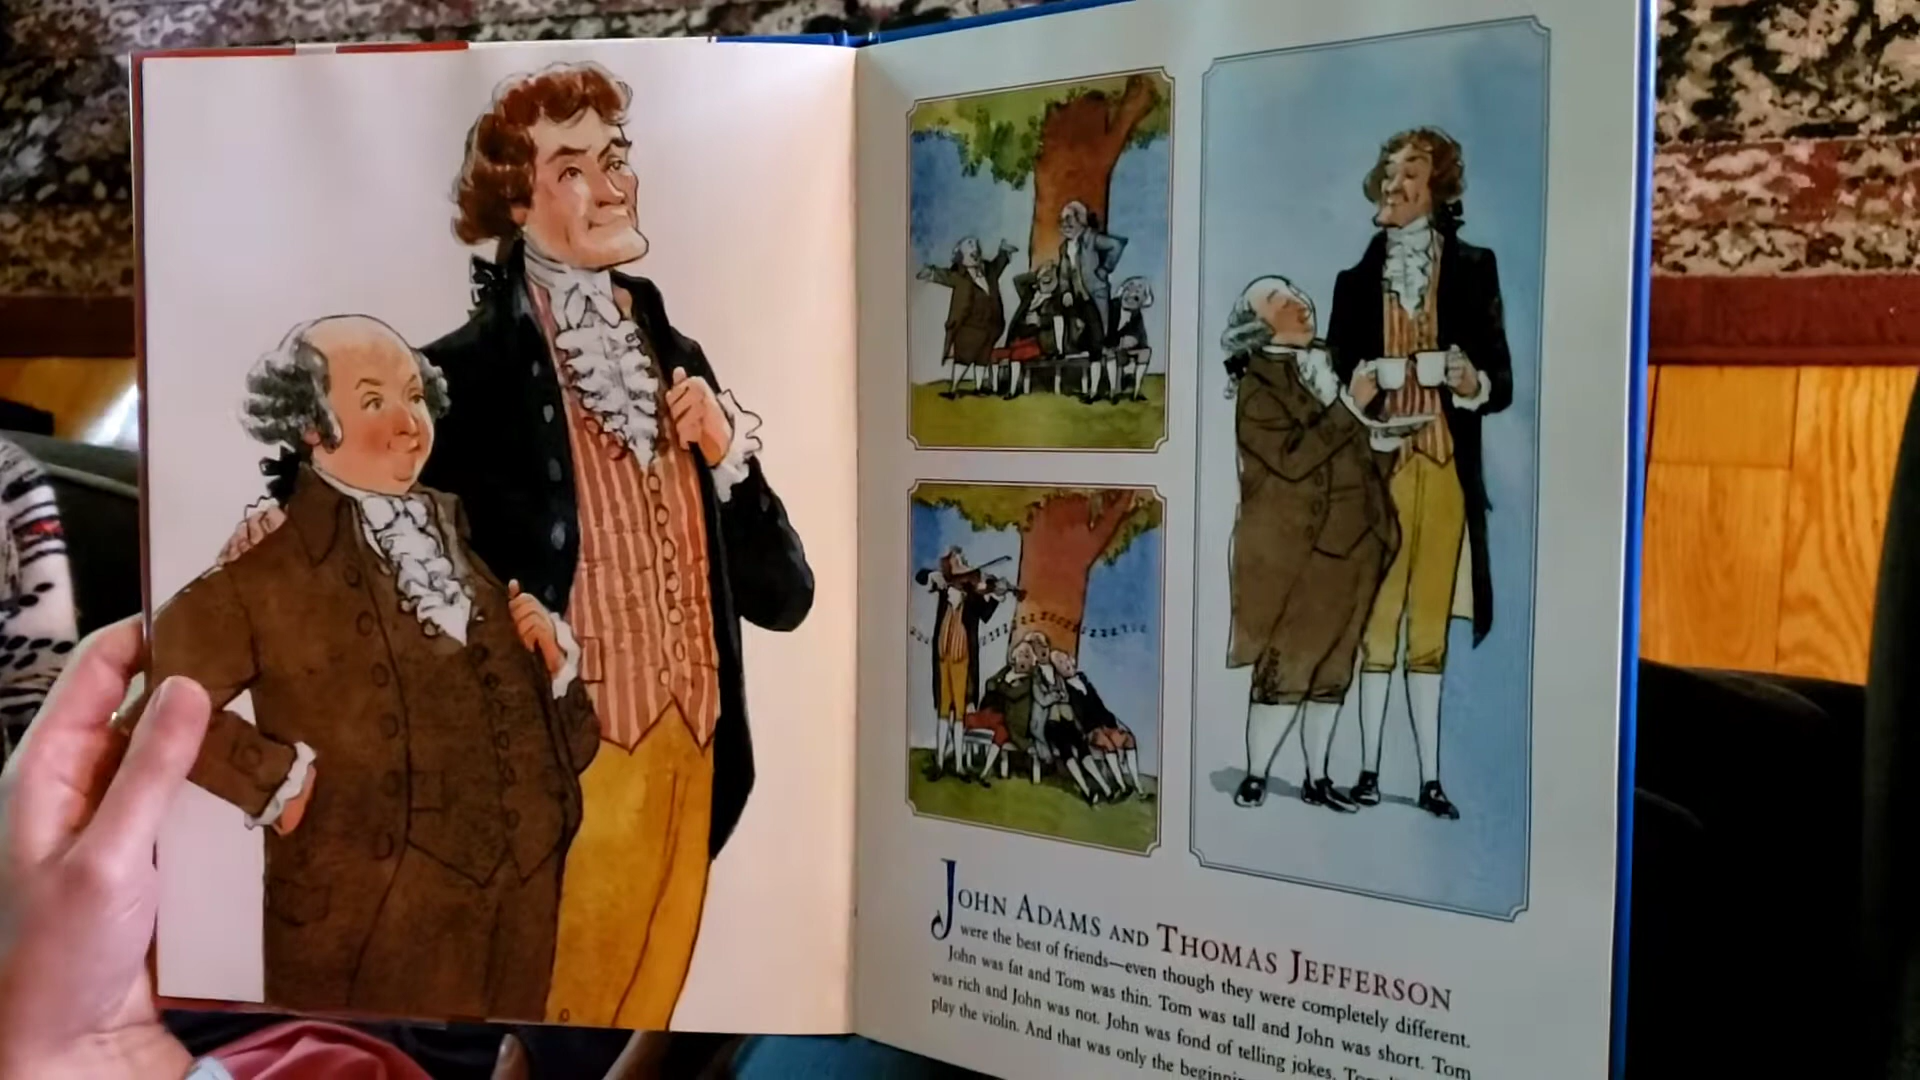 JOHN ADAMS AND THOMAS JEFFERSON
were the best of friends—even though they were completely different.
John was fat and Tom was thin. Tom was tall and John was short. Tom
was rich and John was not. John was fond of telling jokes.
play the violin. And that was only the